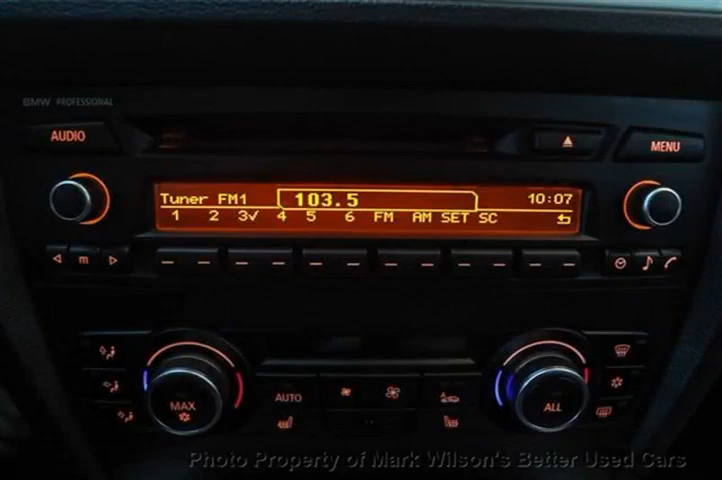 BMW PROFESSIONAL
AUDIO
MENU
Tuner FM1 103.5 10:07
1 2 3✓ 4 5 6 FM AM SET SC
m
MAX
AUTO
ALL
Photo Property of Mark Wilson's Better Used Cars